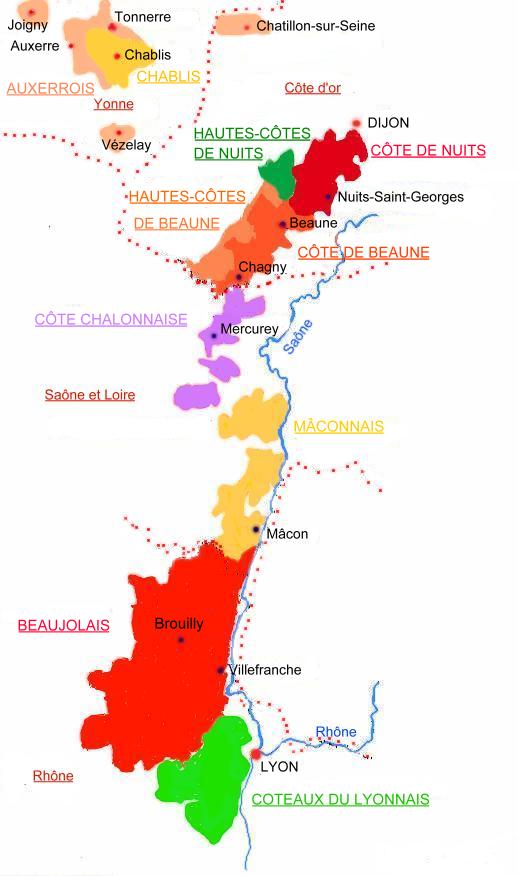 Joigny
Tonnerre
Chatillon-sur-Seine
Auxerre
Chablis
CHABLIS
AUXERROIS
Côte d'or
Yonne
DIJON
HAUTES-CÔTES
DE NUITS
Vézelay
CÔTE DE NUITS
HAUTES-CÔTES
DE BEAUNE
Nuits-Saint-Georges
Beaune
CÔTE DE BEAUNE
Chagny
CÔTE CHALONNAISE
Mercurey
Saône
Saône et Loire
MÂCONNAIS
Mâcon
BEAUJOLAIS
Brouilly
Villefranche
Rhône
LYON
Rhône
COTEAUX DU LYONNAIS